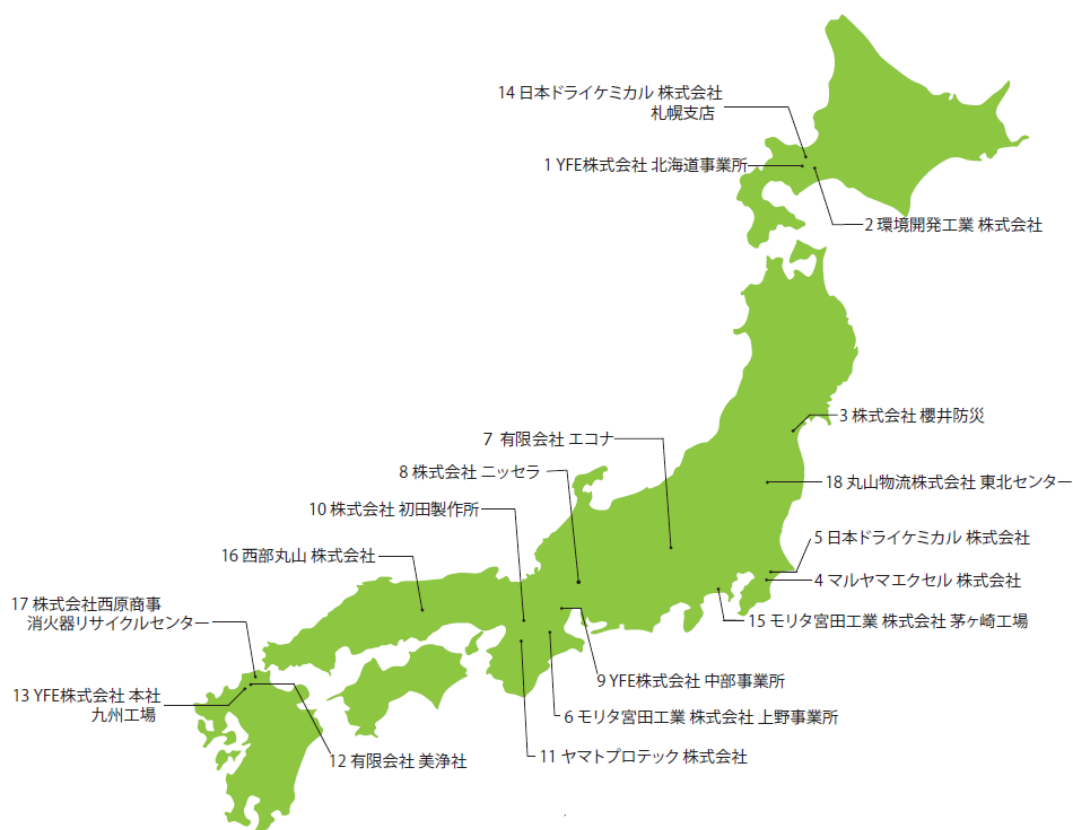 14 日本ドライケミカル 株式会社
札幌支店
1 YFE株式会社 北海道事業所
2 環境開発工業 株式会社
3 株式会社 櫻井防災
7 有限会社 エコナ
8 株式会社 ニッセラ
18 丸山物流株式会社 東北センター
10 株式会社 初田製作所
5 日本ドライケミカル 株式会社
16 西部丸山 株式会社
4 マルヤマエクセル 株式会社
17 株式会社西原商事
消火器リサイクルセンター
15 モリタ宮田工業 株式会社 茅ヶ崎工場
9 YFE株式会社 中部事業所
13 YFE株式会社 本社
九州工場
6 モリタ宮田工業 株式会社 上野事業所
11 ヤマトプロテック 株式会社
12 有限会社 美浄社